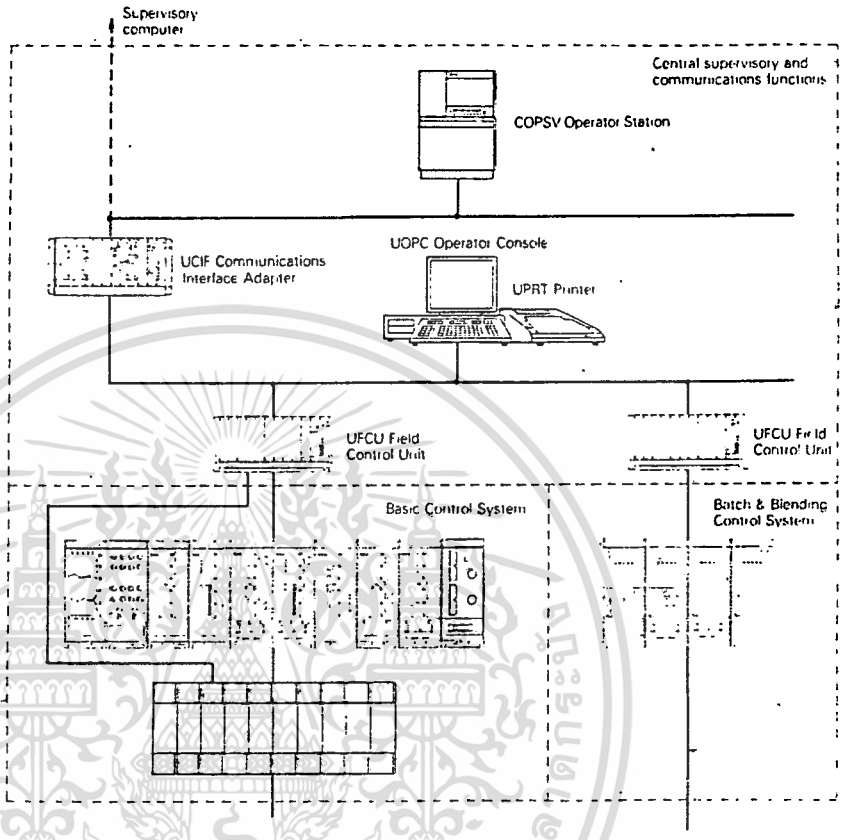 Supervisory
computer
Central supervisory and
communications functions
COPSV Operator Station
UCIF Communications
Interface Adapter
UOPC Operator Console
UPRT Printer
UFCU Field
Control Unit
UFCU Field
Control Unit
Basic Control System
Batch & Blending
Control System